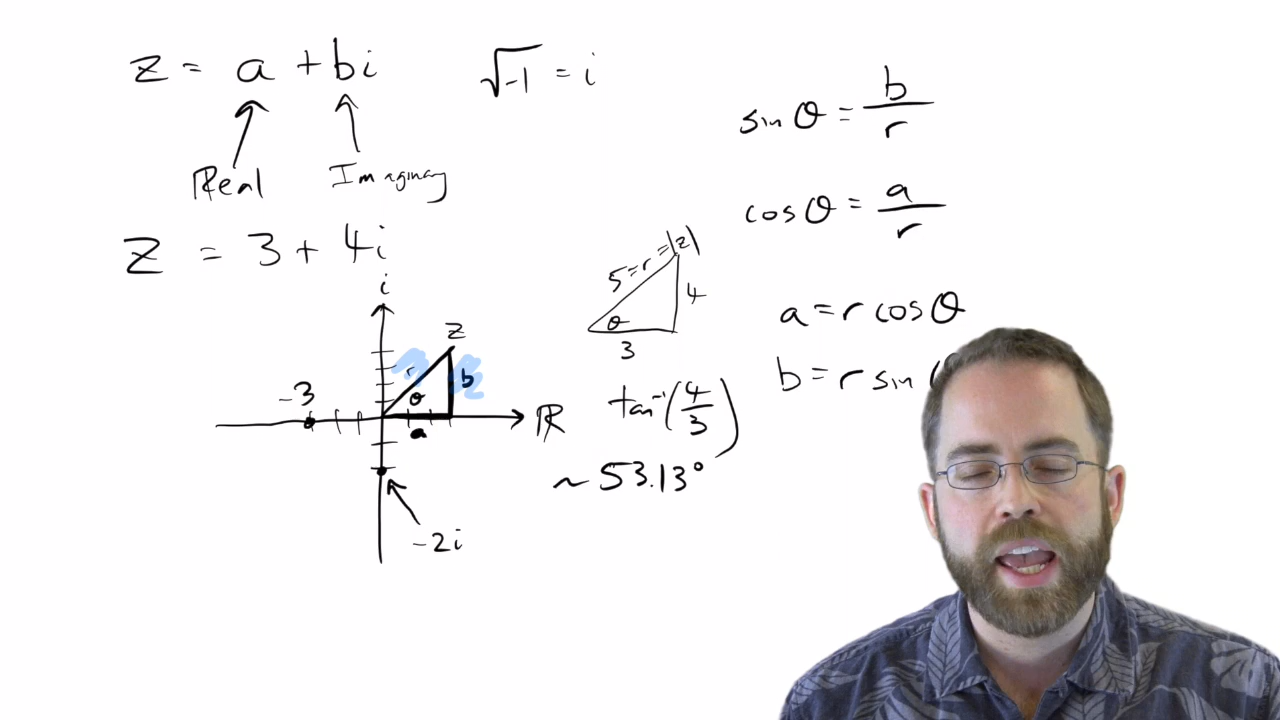 z = a + bi
√-1 = i
Real
Imaginary
z = 3 + 4i
i
z
r
b
θ
-3
a
ℝ
-2i
5 = r = |z|
4
θ
3
tan⁻¹(4/3)
~ 53.13°
sin θ = b/r
cos θ = a/r
a = r cos θ
b = r sin (